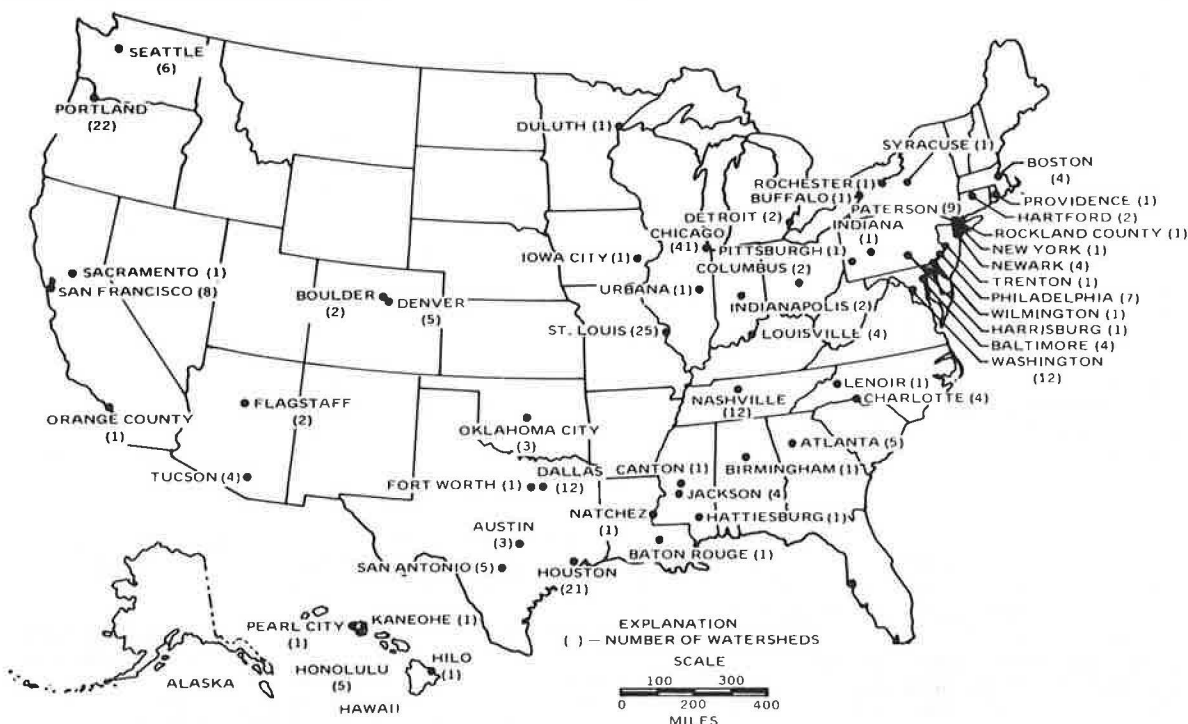 SEATTLE
(6)
PORTLAND
(22)
DULUTH (1)
SYRACUSE (1)
BOSTON
(4)
ROCHESTER (1)
BUFFALO (1)
PROVIDENCE (1)
PATERSON (9)
HARTFORD (2)
DETROIT (2)
INDIANA
(1)
ROCKLAND COUNTY (1)
CHICAGO
(41)
PITTSBURGH (1)
NEW YORK (1)
IOWA CITY (1)
COLUMBUS (2)
NEWARK (4)
SACRAMENTO (1)
TRENTON (1)
SAN FRANCISCO (8)
BOULDER
(2)
DENVER
(5)
URBANA (1)
INDIANAPOLIS (2)
PHILADELPHIA (7)
WILMINGTON (1)
ST. LOUIS (25)
LOUISVILLE (4)
HARRISBURG (1)
BALTIMORE (4)
WASHINGTON
(12)
LENOIR (1)
NASHVILLE
(12)
CHARLOTTE (4)
ORANGE COUNTY
(1)
FLAGSTAFF
(2)
OKLAHOMA CITY
(3)
ATLANTA (5)
TUCSON (4)
DALLAS
(12)
CANTON (1)
BIRMINGHAM (1)
FORT WORTH (1)
JACKSON (4)
NATCHEZ
(1)
HATTIESBURG (1)
AUSTIN
(3)
BATON ROUGE (1)
SAN ANTONIO (5)
HOUSTON
(21)
PEARL CITY
(1)
KANEOHE (1)
HONOLULU
(5)
HILO
(1)
ALASKA
HAWAII
EXPLANATION
( ) – NUMBER OF WATERSHEDS
SCALE
100 300
0 200 400
MILES